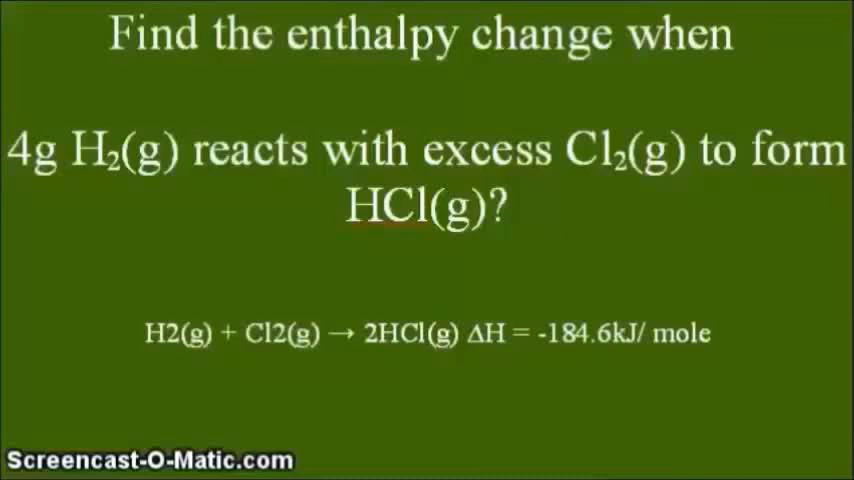 Find the enthalpy change when
4g H₂(g) reacts with excess Cl₂(g) to form
HCl(g)?
H2(g) + Cl2(g) → 2HCl(g) ΔH = -184.6kJ/ mole
Screencast-O-Matic.com